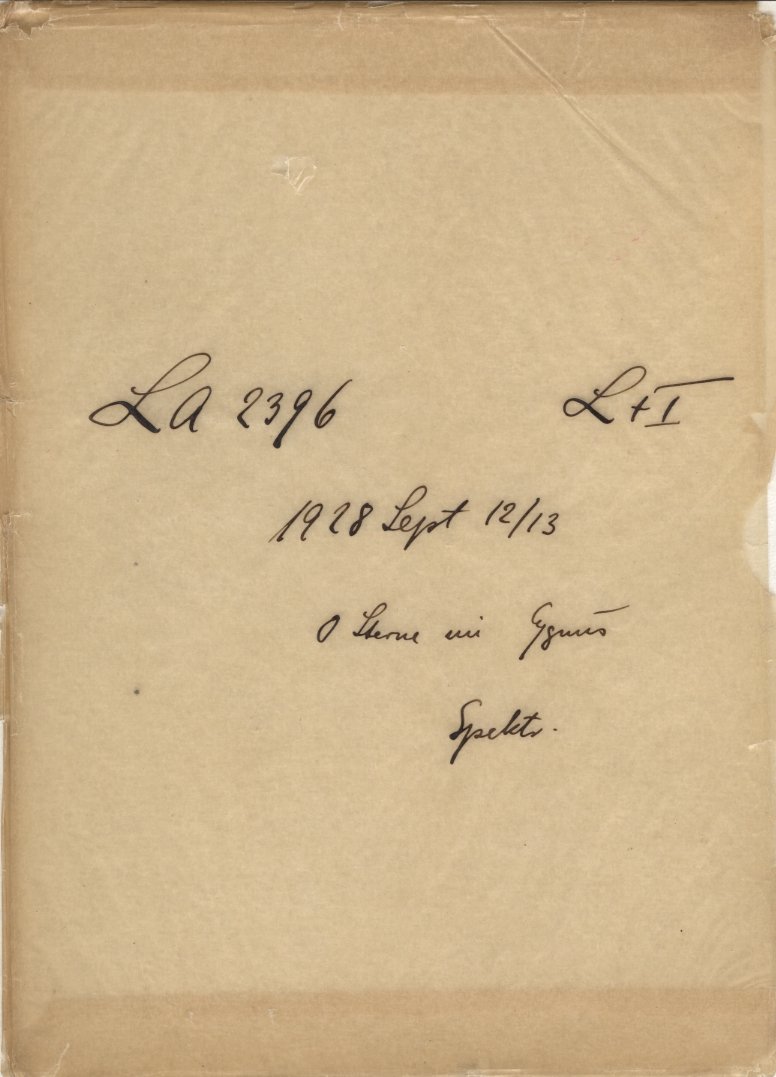 LA 2396 L+I
1928 Sept 12/13
O Sterne im Cygnus
Spektr.